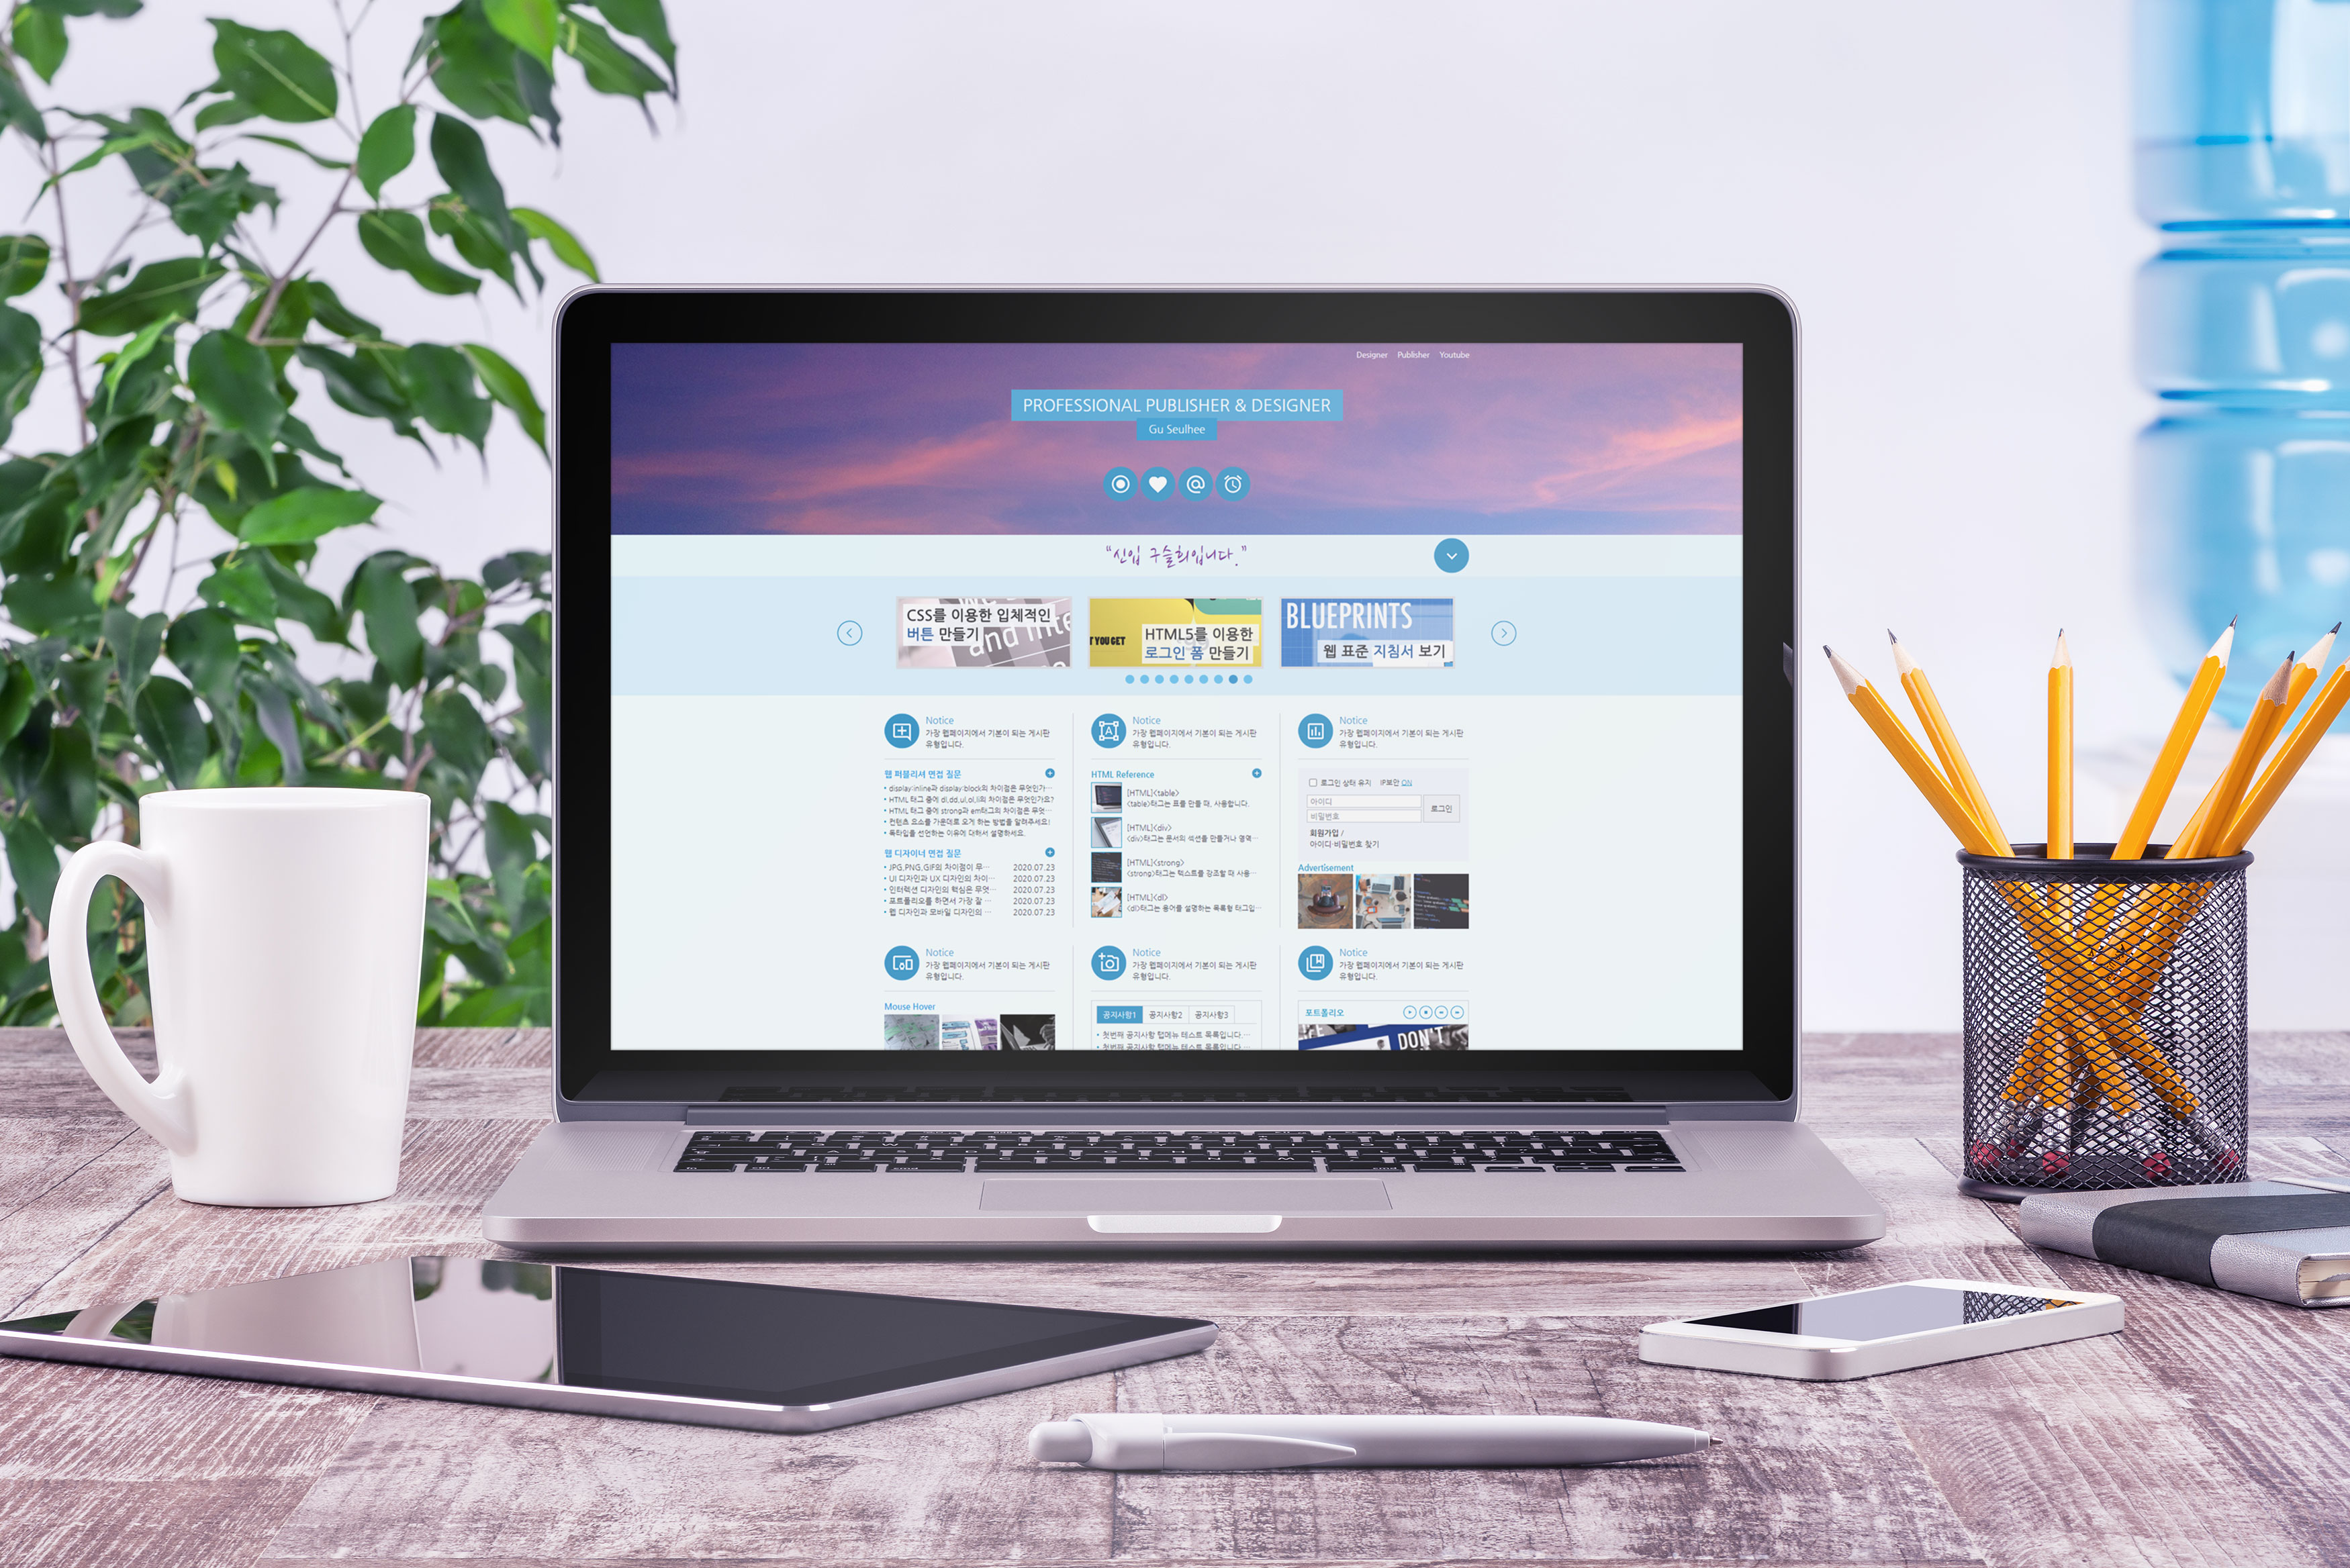 Designer Publisher Youtube
PROFESSIONAL PUBLISHER & DESIGNER
Gu Seulhee
“신입 구슬희입니다.”
CSS를 이용한 입체적인
버튼 만들기
and inte
T YOU GET
HTML5를 이용한
로그인 폼 만들기
BLUEPRINTS
웹 표준 지침서 보기
Notice
가장 웹페이지에서 기본이 되는 게시판
유형입니다.
웹 퍼블리셔 면접 질문
• display:inline과 display:block의 차이점은 무엇인가…
• HTML 태그 중에 dl,dd,ul,ol,li의 차이점은 무엇인가요?
• HTML 태그 중에 strong과 em태그의 차이점은 무엇…
• 컨텐츠 요소를 가운데로 오게 하는 방법을 알려주세요!
• 독타입을 선언하는 이유에 대해서 설명하세요.
웹 디자이너 면접 질문
• JPG,PNG,GIF의 차이점이 무… 2020.07.23
• UI 디자인과 UX 디자인의 차이… 2020.07.23
• 인터렉션 디자인의 핵심은 무엇… 2020.07.23
• 포트폴리오를 하면서 가장 잘 … 2020.07.23
• 웹 디자인과 모바일 디자인의 … 2020.07.23
Notice
가장 웹페이지에서 기본이 되는 게시판
유형입니다.
HTML Reference
[HTML]<table>
<table>태그는 표를 만들 때, 사용합니다.
[HTML]<div>
<div>태그는 문서의 섹션을 만들거나 영역…
[HTML]<strong>
<strong>태그는 텍스트를 강조할 때 사용…
[HTML]<dl>
<dl>태그는 용어를 설명하는 목록형 태그입…
Notice
가장 웹페이지에서 기본이 되는 게시판
유형입니다.
로그인 상태 유지 IP보안 ON
아이디
비밀번호
로그인
회원가입 /
아이디·비밀번호 찾기
Advertisement
Notice
가장 웹페이지에서 기본이 되는 게시판
유형입니다.
Mouse Hover
Notice
가장 웹페이지에서 기본이 되는 게시판
유형입니다.
공지사항1 공지사항2 공지사항3
• 첫번째 공지사항 탭메뉴 테스트 목록입니다.…
• 첫번째 공지사항 탭메뉴 테스트 목록입니다.…
Notice
가장 웹페이지에서 기본이 되는 게시판
유형입니다.
포트폴리오
DON'T